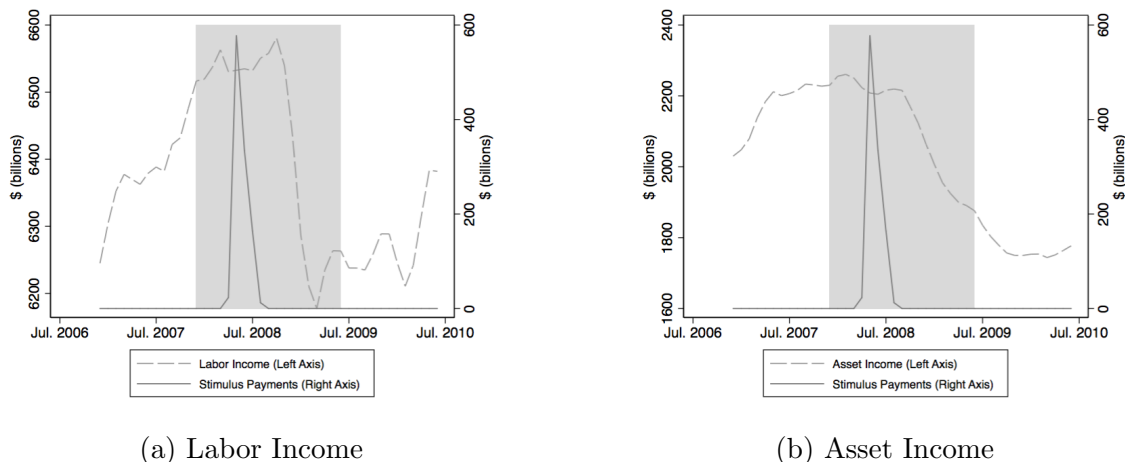 6600
6500
6400
6300
6200
$ (billions)
600
400
200
0
$ (billions)
Jul. 2006
Jul. 2007
Jul. 2008
Jul. 2009
Jul. 2010
Labor Income (Left Axis)
Stimulus Payments (Right Axis)
(a) Labor Income
2400
2200
2000
1800
1600
$ (billions)
600
400
200
0
$ (billions)
Jul. 2006
Jul. 2007
Jul. 2008
Jul. 2009
Jul. 2010
Asset Income (Left Axis)
Stimulus Payments (Right Axis)
(b) Asset Income